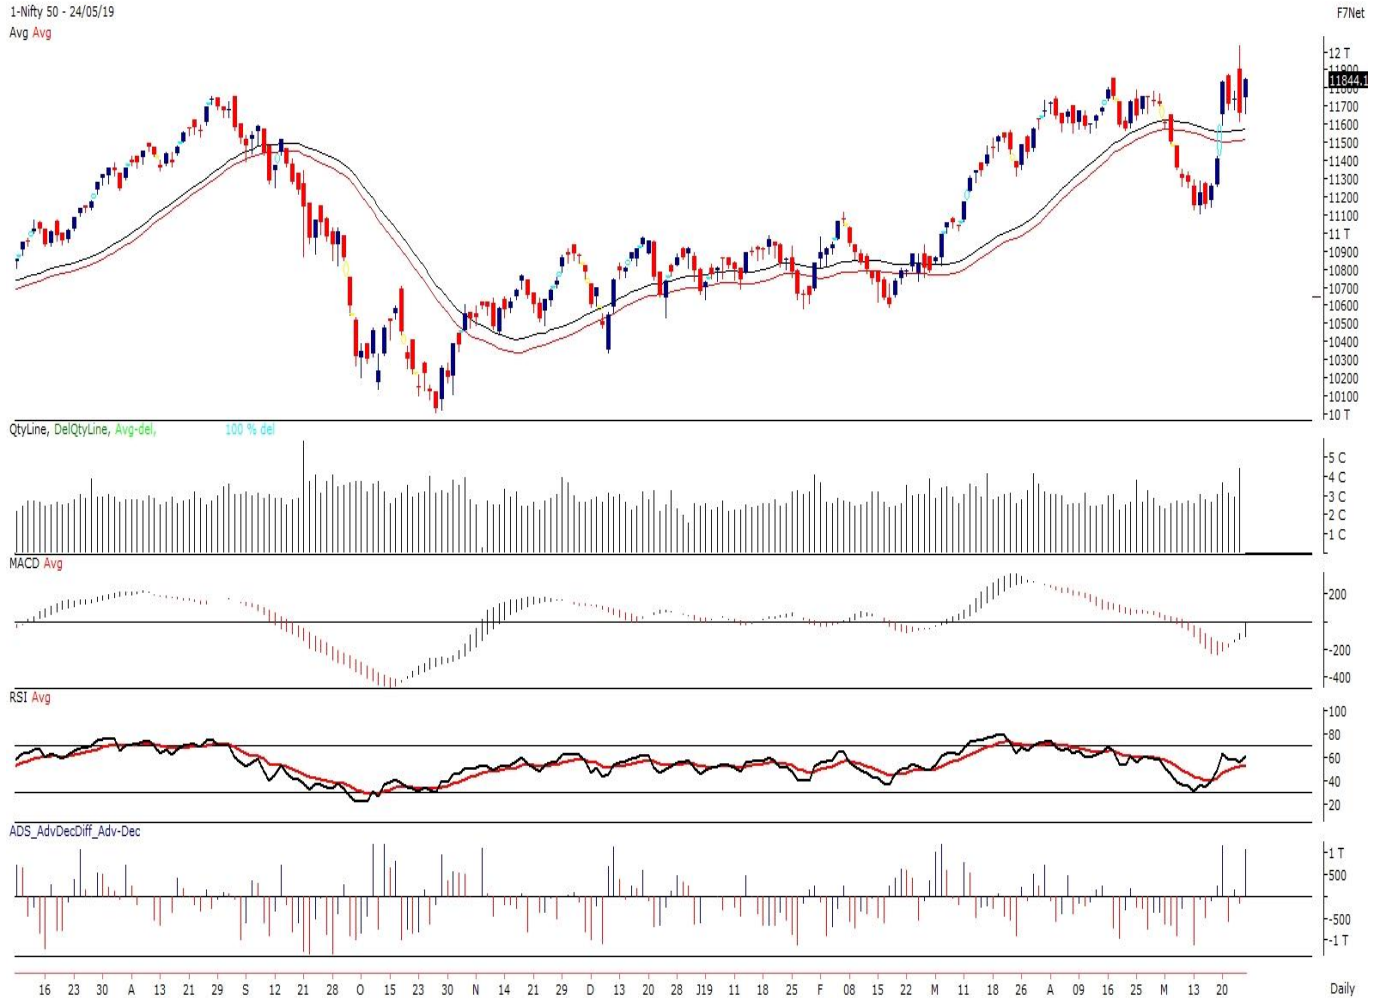 1-Nifty 50 - 24/05/19
F7Net
Avg Avg
12 T
11900
11844.1
11800
11700
11600
11500
11400
11300
11200
11100
11 T
10900
10800
10700
10600
10500
10400
10300
10200
10100
10 T
QtyLine, DelQtyLine, Avg-del, 100 % del
5 C
4 C
3 C
2 C
1 C
MACD Avg
200
-200
-400
RSI Avg
100
80
60
40
20
ADS_AdvDecDiff_Adv-Dec
1 T
500
-500
-1 T
16 23 30 A 13 21 29 S 12 21 28 O 15 23 30 N 14 21 29 D 13 20 28 J19 11 18 25 F 08 15 22 M 11 18 26 A 09 16 25 M 13 20 Daily